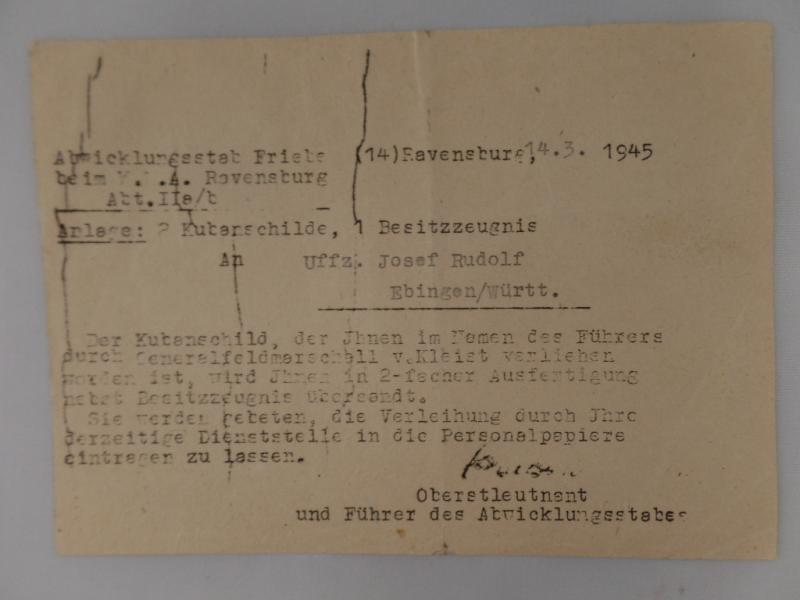 Abwicklungsstab Friebe (14)Ravensburg, 14.3. 1945
beim W.M.A. Ravensburg
Abt.IIa/b
Anlage: 2 Kubanschilde, 1 Besitzzeugnis
An Uffz. Josef Rudolf
Ebingen/Württ.
Der Kubanschild, der Jhnen im Namen des Führers
durch Generalfeldmarschall v.Kleist verliehen
worden ist, wird Jhnen in 2-facher Ausfertigung
nebst Besitzzeugnis übersandt.
Sie werden gebeten, die Verleihung durch Jhre
derzeitige Dienststelle in die Personalpapiere
eintragen zu lassen.
Oberstleutnant
und Führer des Abwicklungsstabes